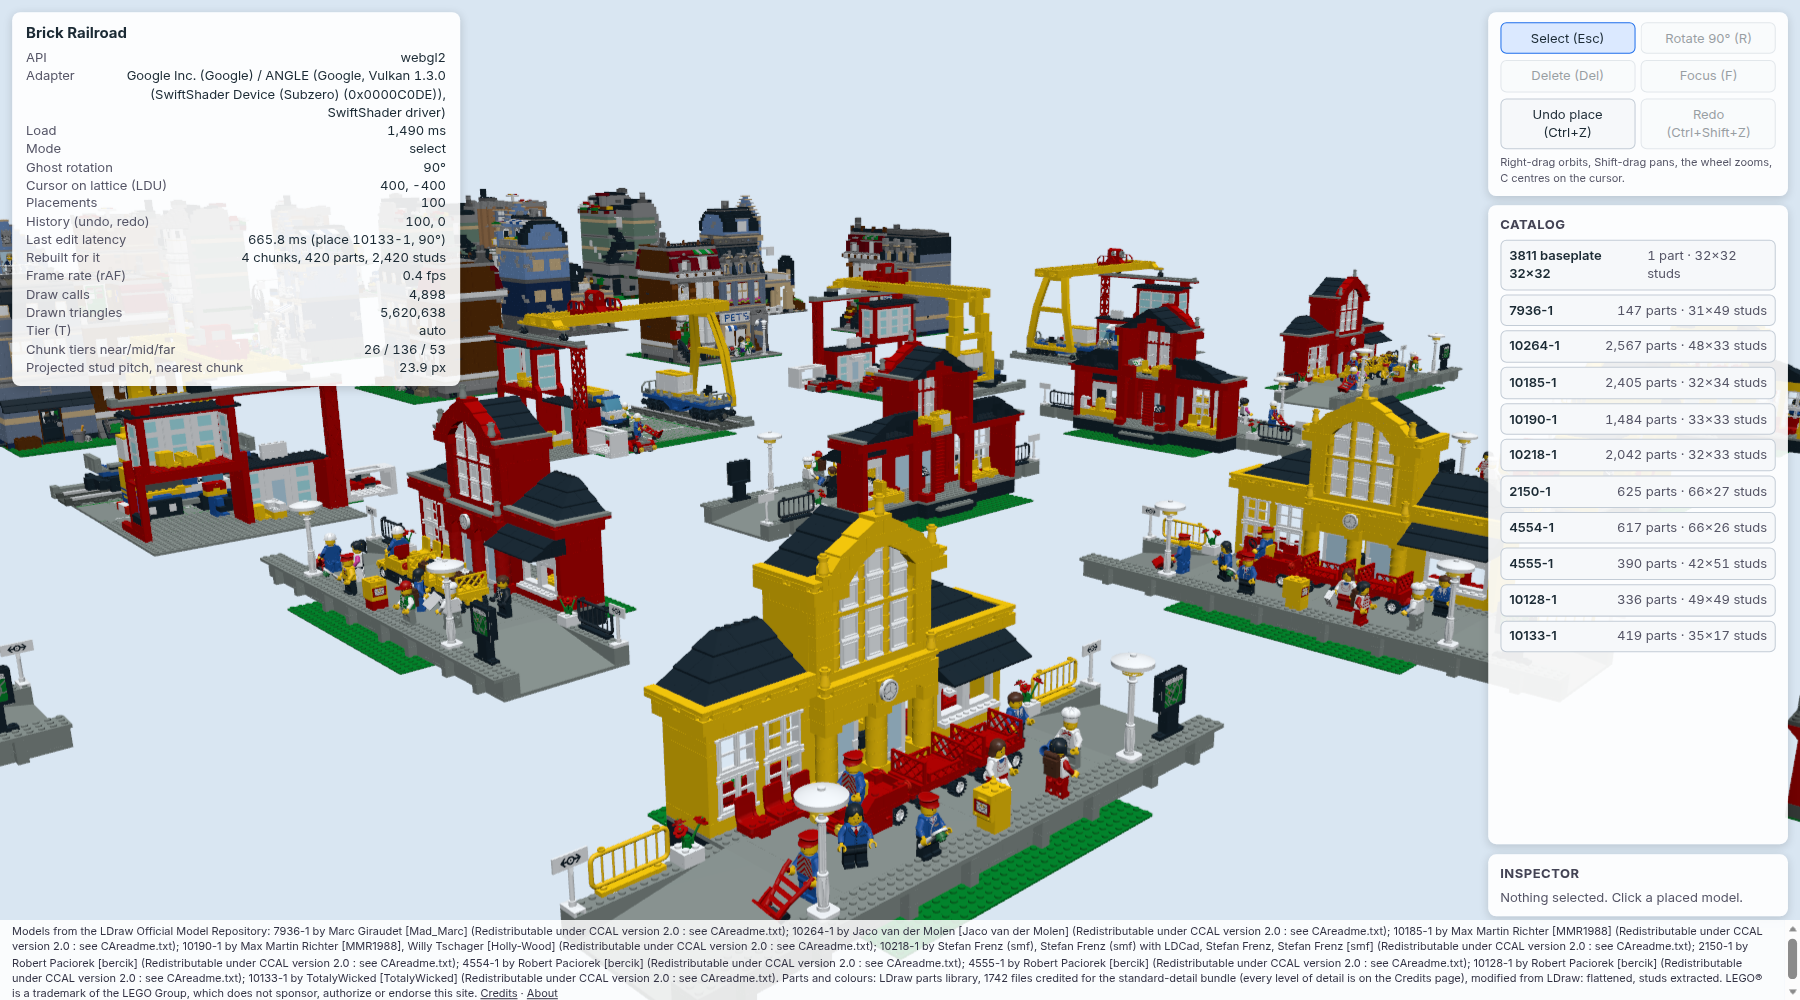 Brick Railroad
API webgl2
Adapter Google Inc. (Google) / ANGLE (Google, Vulkan 1.3.0
(SwiftShader Device (Subzero) (0x0000C0DE)),
SwiftShader driver)
Load 1,490 ms
Mode select
Ghost rotation 90°
Cursor on lattice (LDU) 400, -400
Placements 100
History (undo, redo) 100, 0
Last edit latency 665.8 ms (place 10133-1, 90°)
Rebuilt for it 4 chunks, 420 parts, 2,420 studs
Frame rate (rAF) 0.4 fps
Draw calls 4,898
Drawn triangles 5,620,638
Tier (T) auto
Chunk tiers near/mid/far 26 / 136 / 53
Projected stud pitch, nearest chunk 23.9 px
PET'S
Select (Esc) Rotate 90° (R)
Delete (Del) Focus (F)
Undo place Redo
(Ctrl+Z) (Ctrl+Shift+Z)
Right-drag orbits, Shift-drag pans, the wheel zooms,
C centres on the cursor.
CATALOG
3811 baseplate 1 part · 32×32
32×32 studs
7936-1 147 parts · 31×49 studs
10264-1 2,567 parts · 48×33 studs
10185-1 2,405 parts · 32×34 studs
10190-1 1,484 parts · 33×33 studs
10218-1 2,042 parts · 32×33 studs
2150-1 625 parts · 66×27 studs
4554-1 617 parts · 66×26 studs
4555-1 390 parts · 42×51 studs
10128-1 336 parts · 49×49 studs
10133-1 419 parts · 35×17 studs
INSPECTOR
Nothing selected. Click a placed model.
Models from the LDraw Official Model Repository: 7936-1 by Marc Giraudet [Mad_Marc] (Redistributable under CCAL version 2.0 : see CAreadme.txt); 10264-1 by Jaco van der Molen [Jaco van der Molen] (Redistributable under CCAL version 2.0 : see CAreadme.txt); 10185-1 by Max Martin Richter [MMR1988] (Redistributable under CCAL
version 2.0 : see CAreadme.txt); 10190-1 by Max Martin Richter [MMR1988], Willy Tschager [Holly-Wood] (Redistributable under CCAL version 2.0 : see CAreadme.txt); 10218-1 by Stefan Frenz (smf), Stefan Frenz (smf) with LDCad, Stefan Frenz, Stefan Frenz [smf] (Redistributable under CCAL version 2.0 : see CAreadme.txt); 2150-1 by
Robert Paciorek [bercik] (Redistributable under CCAL version 2.0 : see CAreadme.txt); 4554-1 by Robert Paciorek [bercik] (Redistributable under CCAL version 2.0 : see CAreadme.txt); 4555-1 by Robert Paciorek [bercik] (Redistributable under CCAL version 2.0 : see CAreadme.txt); 10128-1 by Robert Paciorek [bercik] (Redistributable
under CCAL version 2.0 : see CAreadme.txt); 10133-1 by TotalyWicked [TotalyWicked] (Redistributable under CCAL version 2.0 : see CAreadme.txt). Parts and colours: LDraw parts library, 1742 files credited for the standard-detail bundle (every level of detail is on the Credits page), modified from LDraw: flattened, studs extracted. LEGO®
is a trademark of the LEGO Group, which does not sponsor, authorize or endorse this site. Credits · About